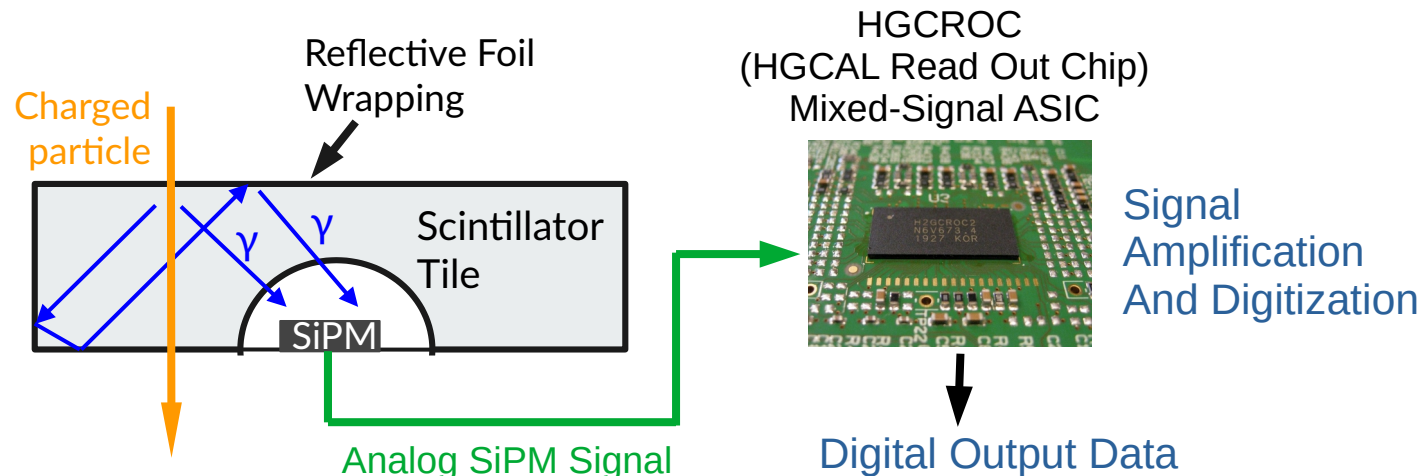 HGCROC
(HGCAL Read Out Chip)
Mixed-Signal ASIC
Reflective Foil
Wrapping
Charged
particle
γ
γ
Scintillator
Tile
SiPM
Analog SiPM Signal
H2GCROC2
N6V673.4
1927 KOR
Signal
Amplification
And Digitization
Digital Output Data